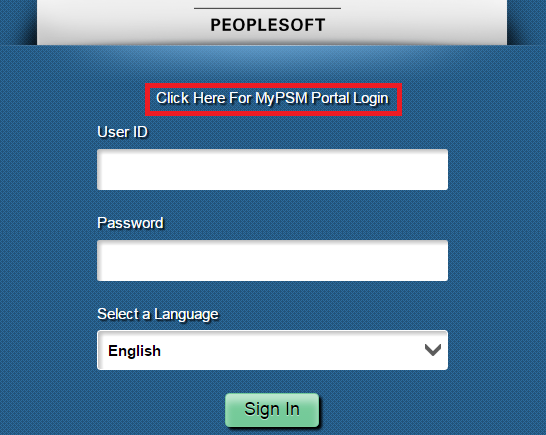 PEOPLESOFT
Click Here For MyPSM Portal Login
User ID
Password
Select a Language
English
Sign In